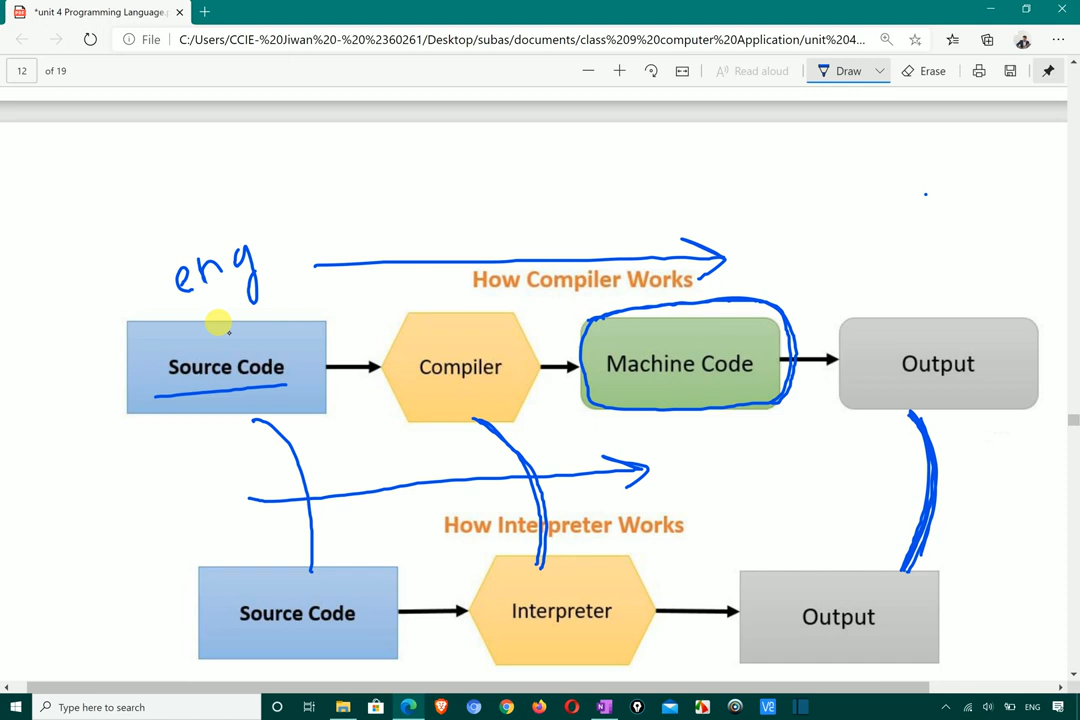 *unit 4 Programming Language.
File C:/Users/CCIE-%20Jiwan%20-%20%2360261/Desktop/subas/documents/class%209%20computer%20Application/unit%204...
12 of 19 Read aloud Draw Erase
eng
How Compiler Works
Source Code Compiler Machine Code Output
How Interpreter Works
Source Code Interpreter Output
Type here to search ENG